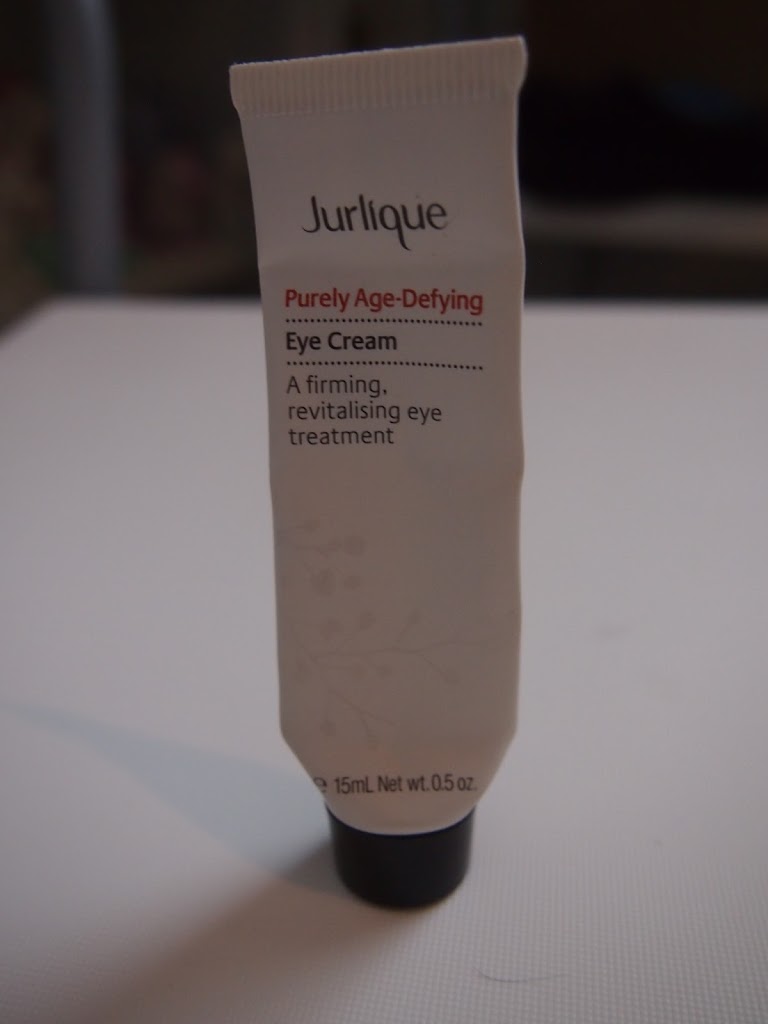 Jurlique
Purely Age-Defying
Eye Cream
A firming,
revitalising eye
treatment
℮ 15mL Net wt. 0.5 oz.